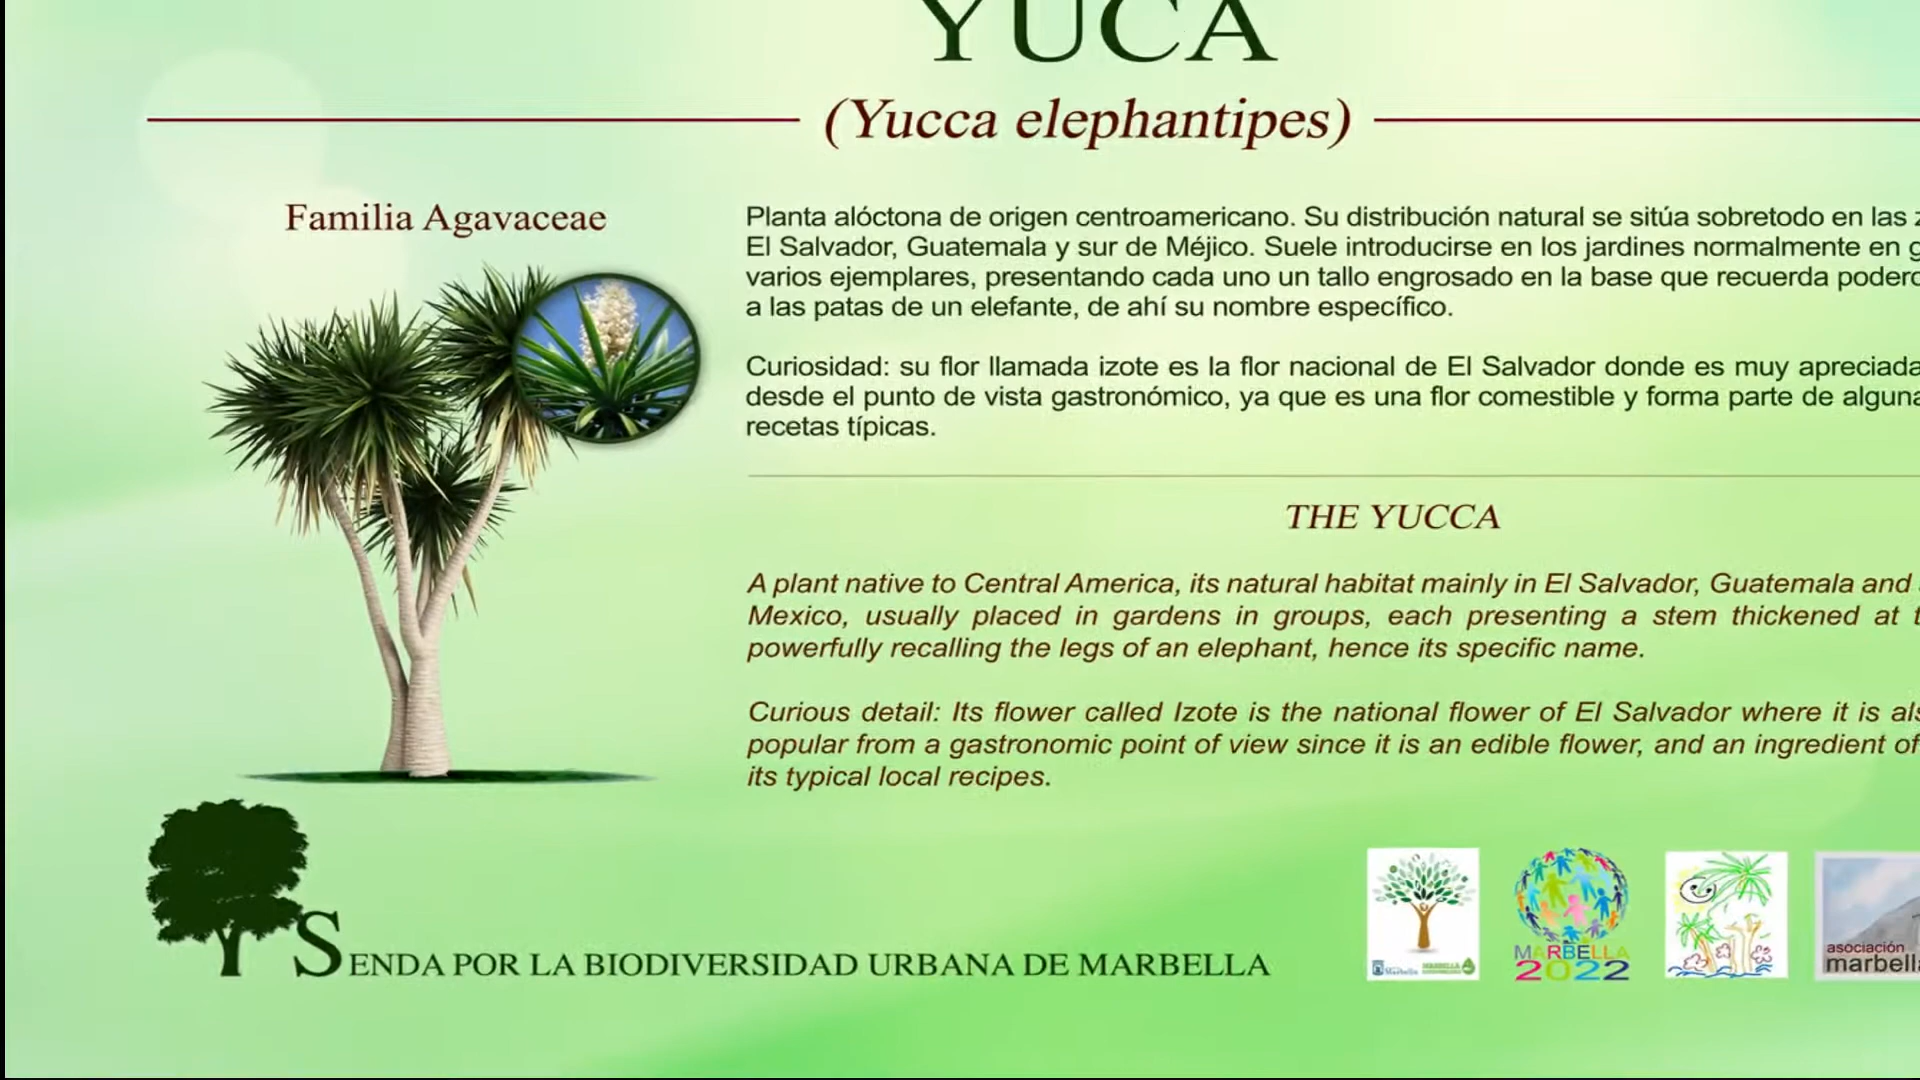 YUCA
(Yucca elephantipes)
Familia Agavaceae
Planta alóctona de origen centroamericano. Su distribución natural se sitúa sobretodo en las
El Salvador, Guatemala y sur de Méjico. Suele introducirse en los jardines normalmente en
varios ejemplares, presentando cada uno un tallo engrosado en la base que recuerda
a las patas de un elefante, de ahí su nombre específico.
Curiosidad: su flor llamada izote es la flor nacional de El Salvador donde es muy apreciada
desde el punto de vista gastronómico, ya que es una flor comestible y forma parte de
recetas típicas.
THE YUCCA
A plant native to Central America, its natural habitat mainly in El Salvador, Guatemala and
Mexico, usually placed in gardens in groups, each presenting a stem thickened at
powerfully recalling the legs of an elephant, hence its specific name.
Curious detail: Its flower called Izote is the national flower of El Salvador where it is
popular from a gastronomic point of view since it is an edible flower, and an ingredient of
its typical local recipes.
SENDA POR LA BIODIVERSIDAD URBANA DE MARBELLA
Marbella
MARBELLA
2022
asociación
marbella